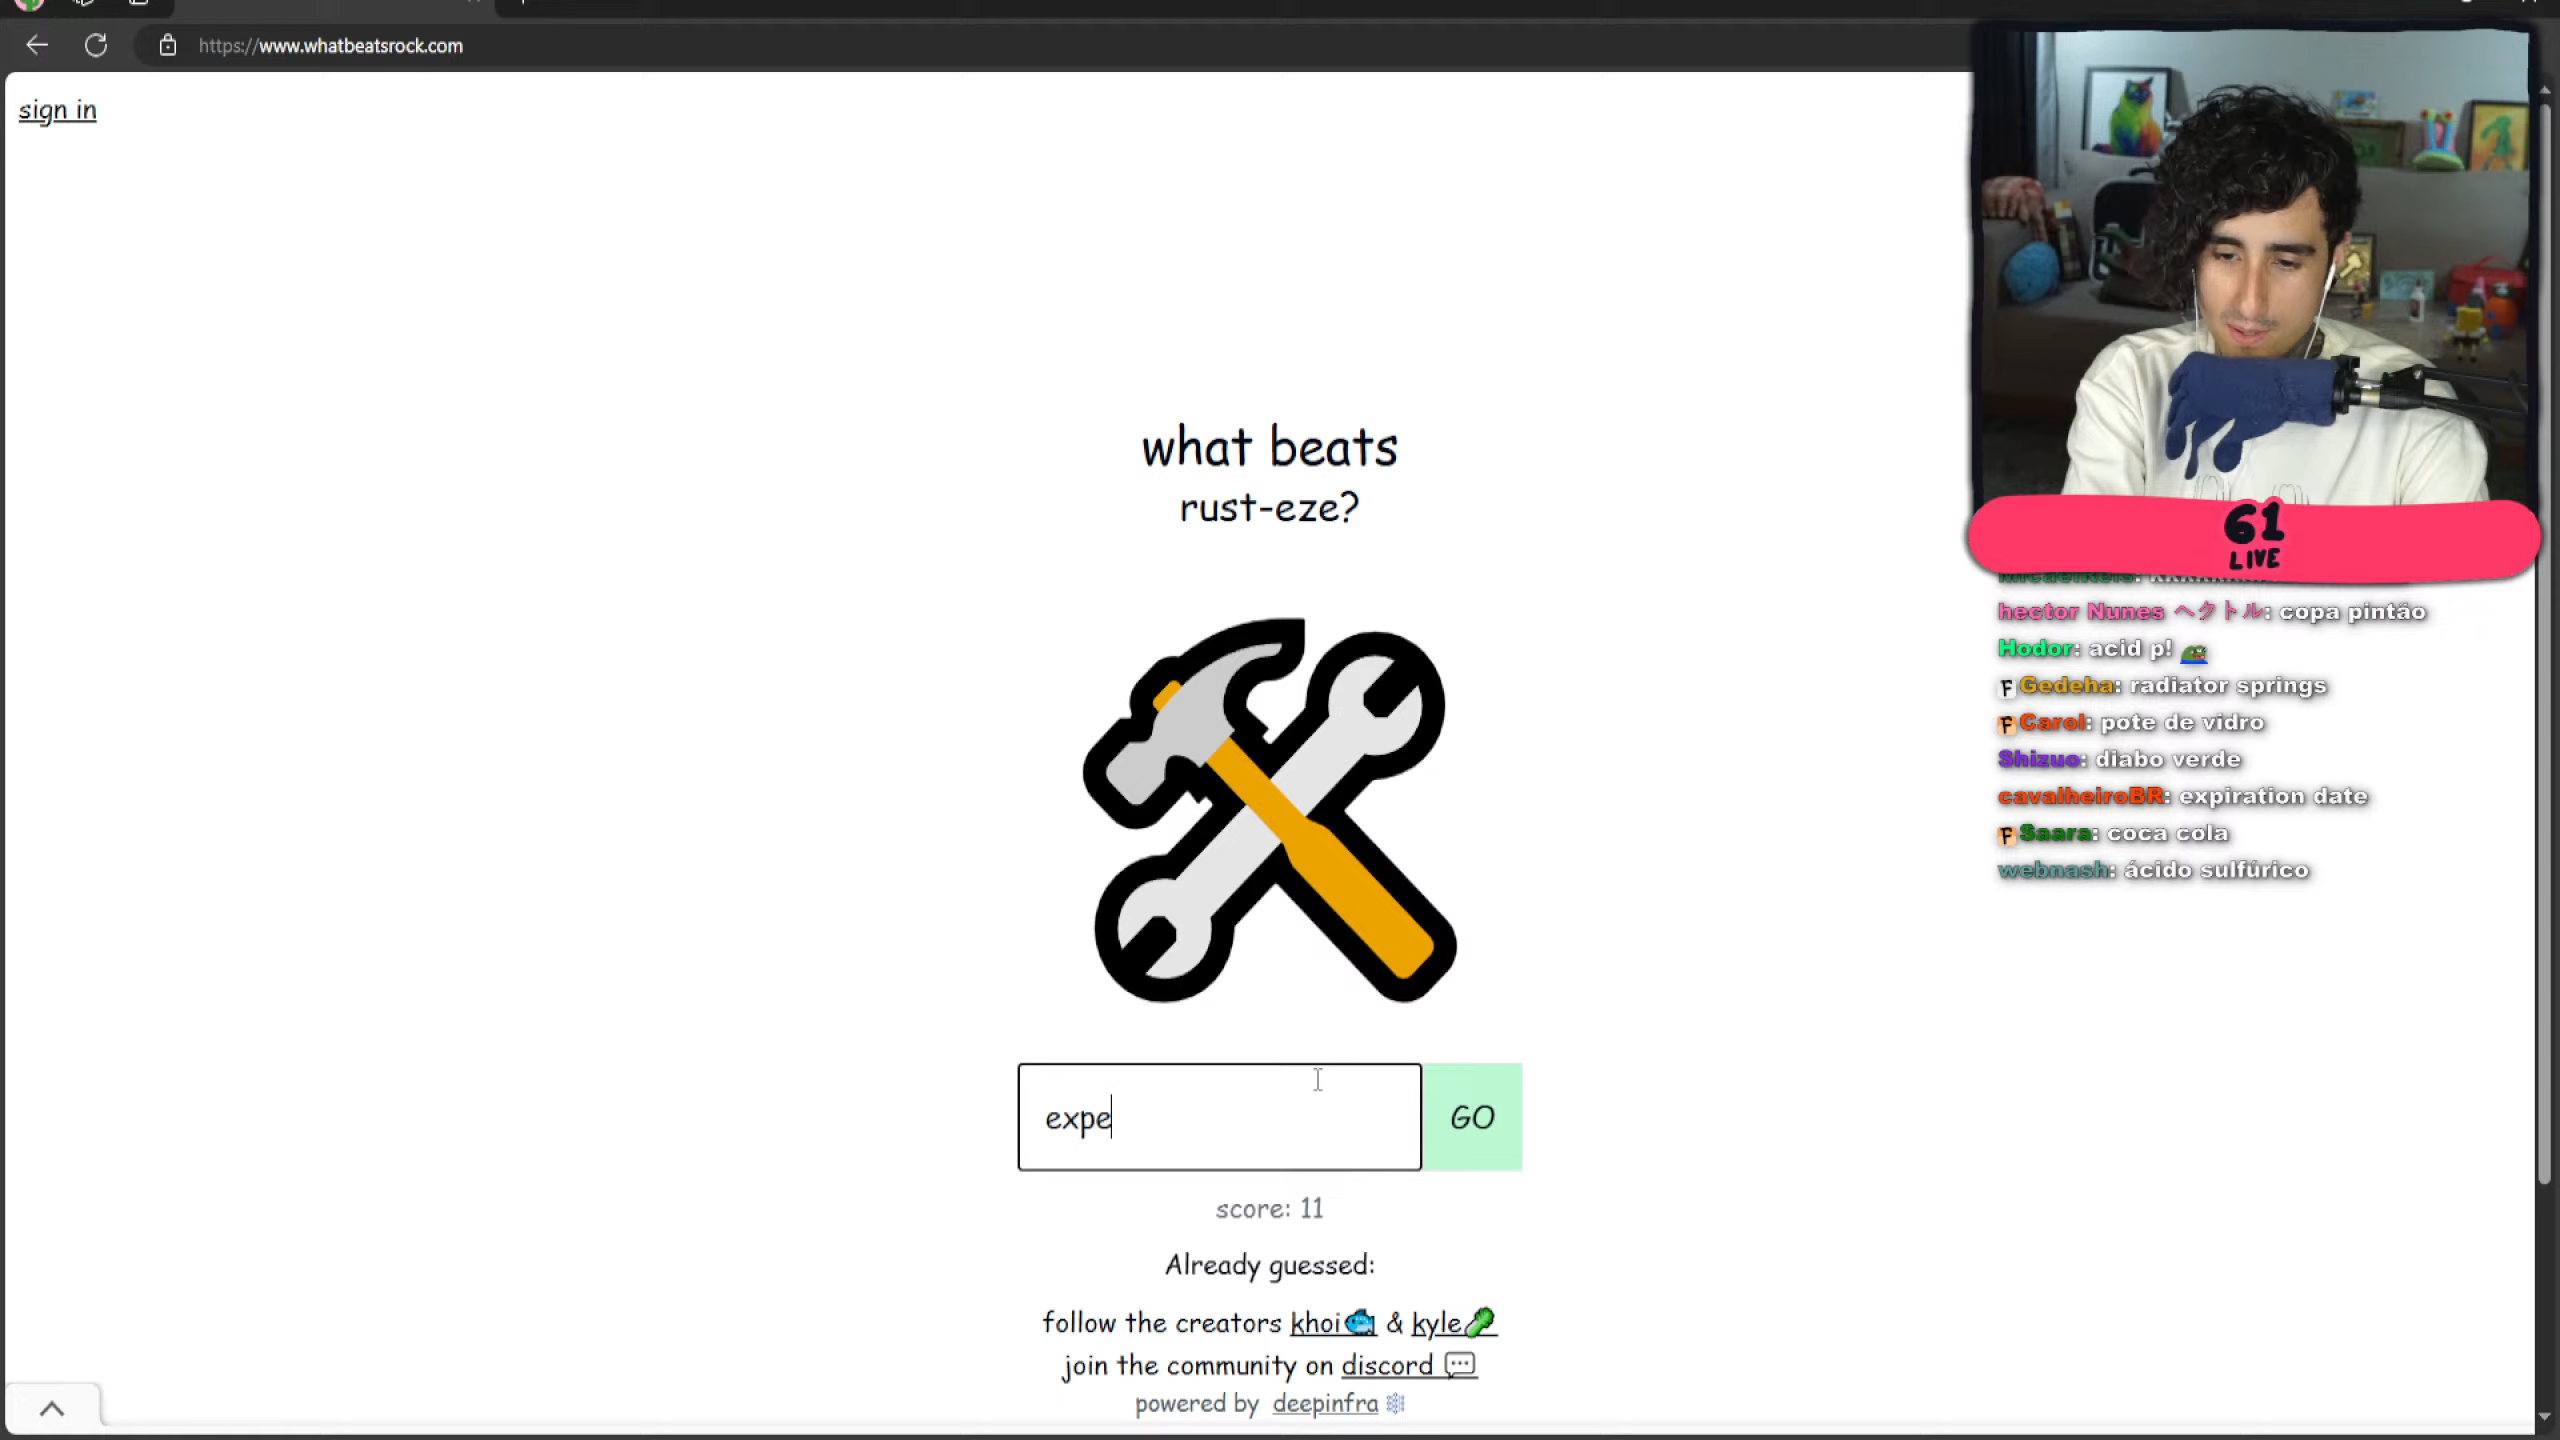 https://www.whatbeatsrock.com
sign in
what beats
rust-eze?
expe
GO
score: 11
Already guessed:
follow the creators khoi & kyle
join the community on discord
powered by deepinfra
61
LIVE
hector Nunes ヘクトル: copa pintão
Hodor: acid p!
F Gedeha: radiator springs
F Carol: pote de vidro
Shizuo: diabo verde
cavalheiroBR: expiration date
F Saara: coca cola
webnash: ácido sulfúrico